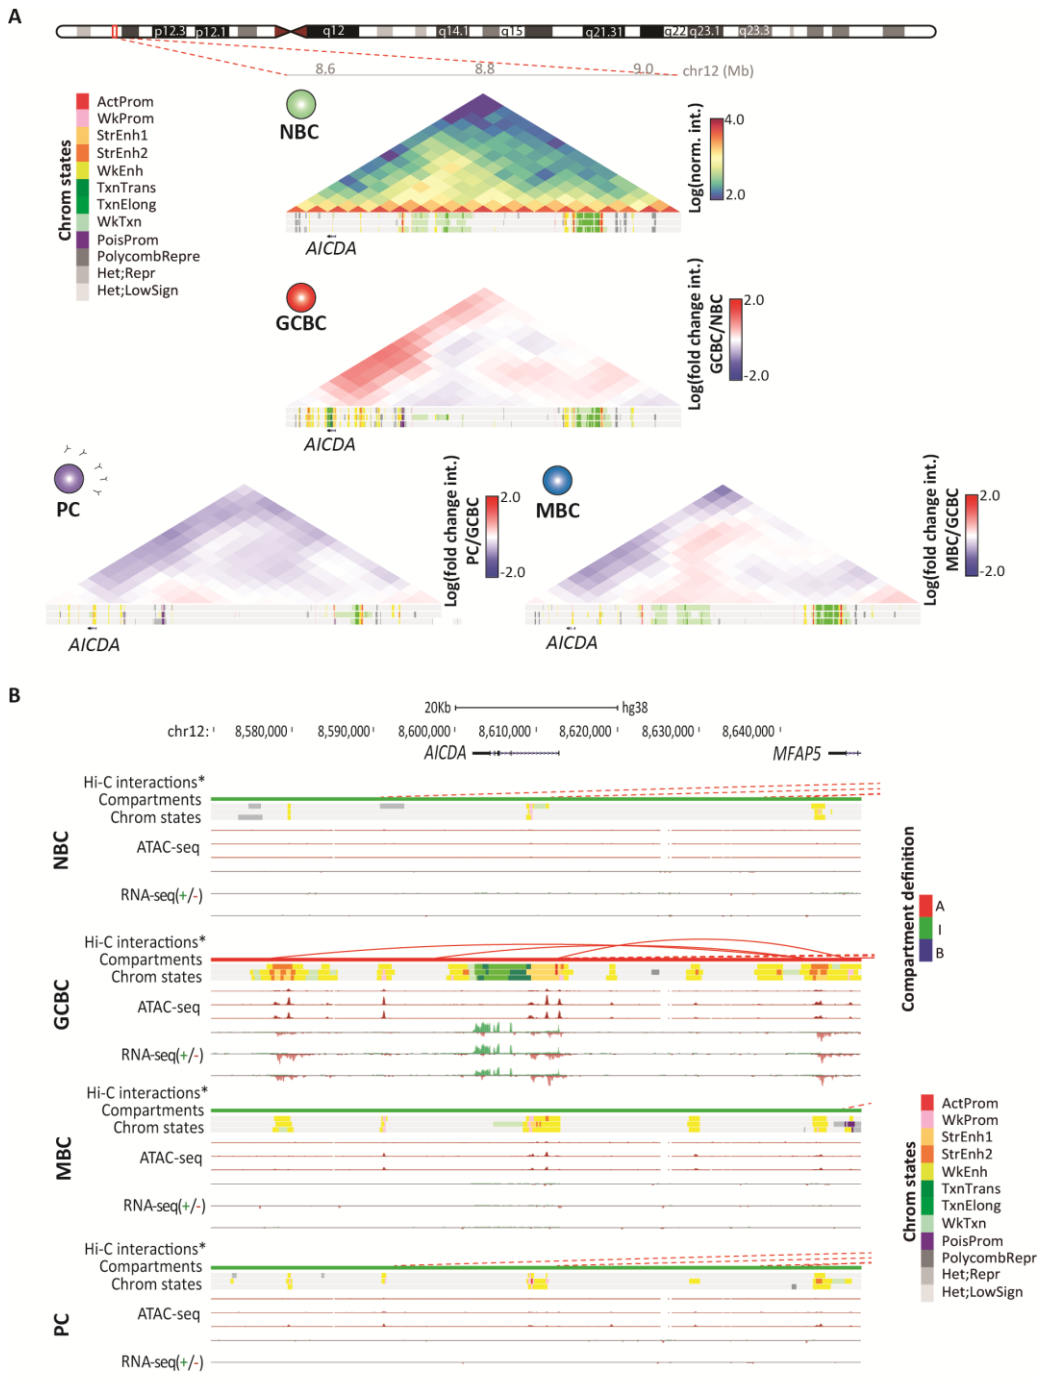 A
p12.3 p12.1 q12 q14.1 q15 q21.31 q22 q23.1 q23.3
8.6 8.8 9.0 chr12 (Mb)
Chrom states
ActProm
WkProm
StrEnh1
StrEnh2
WkEnh
TxnTrans
TxnElong
WkTxn
PoisProm
PolycombRepre
Het;Repr
Het;LowSign
NBC
Log(norm. int.)
4.0
2.0
AICDA
GCBC
Log(fold change int.)
GCBC/NBC
2.0
-2.0
AICDA
PC
Log(fold change int.)
PC/GCBC
2.0
-2.0
AICDA
MBC
Log(fold change int.)
MBC/GCBC
2.0
-2.0
AICDA
B
20Kb hg38
chr12: 8,580,000 8,590,000 8,600,000 8,610,000 8,620,000 8,630,000 8,640,000
AICDA MFAP5
NBC
Hi-C interactions*
Compartments
Chrom states
ATAC-seq
RNA-seq(+/-)
GCBC
Hi-C interactions*
Compartments
Chrom states
ATAC-seq
RNA-seq(+/-)
MBC
Hi-C interactions*
Compartments
Chrom states
ATAC-seq
RNA-seq(+/-)
PC
Hi-C interactions*
Compartments
Chrom states
ATAC-seq
RNA-seq(+/-)
Compartment definition
A
I
B
Chrom states
ActProm
WkProm
StrEnh1
StrEnh2
WkEnh
TxnTrans
TxnElong
WkTxn
PoisProm
PolycombRepr
Het;Repr
Het;LowSign